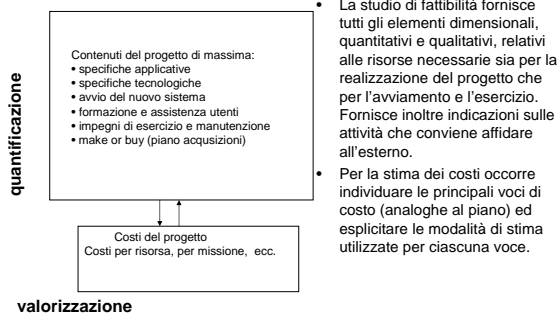 quantificazione
Contenuti del progetto di massima:
• specifiche applicative
• specifiche tecnologiche
• avvio del nuovo sistema
• formazione e assistenza utenti
• impegni di esercizio e manutenzione
• make or buy (piano acqusizioni)
Costi del progetto
Costi per risorsa, per missione, ecc.
valorizzazione
• La studio di fattibilità fornisce
tutti gli elementi dimensionali,
quantitativi e qualitativi, relativi
alle risorse necessarie sia per la
realizzazione del progetto che
per l'avviamento e l'esercizio.
Fornisce inoltre indicazioni sulle
attività che conviene affidare
all'esterno.
• Per la stima dei costi occorre
individuare le principali voci di
costo (analoghe al piano) ed
esplicitare le modalità di stima
utilizzate per ciascuna voce.